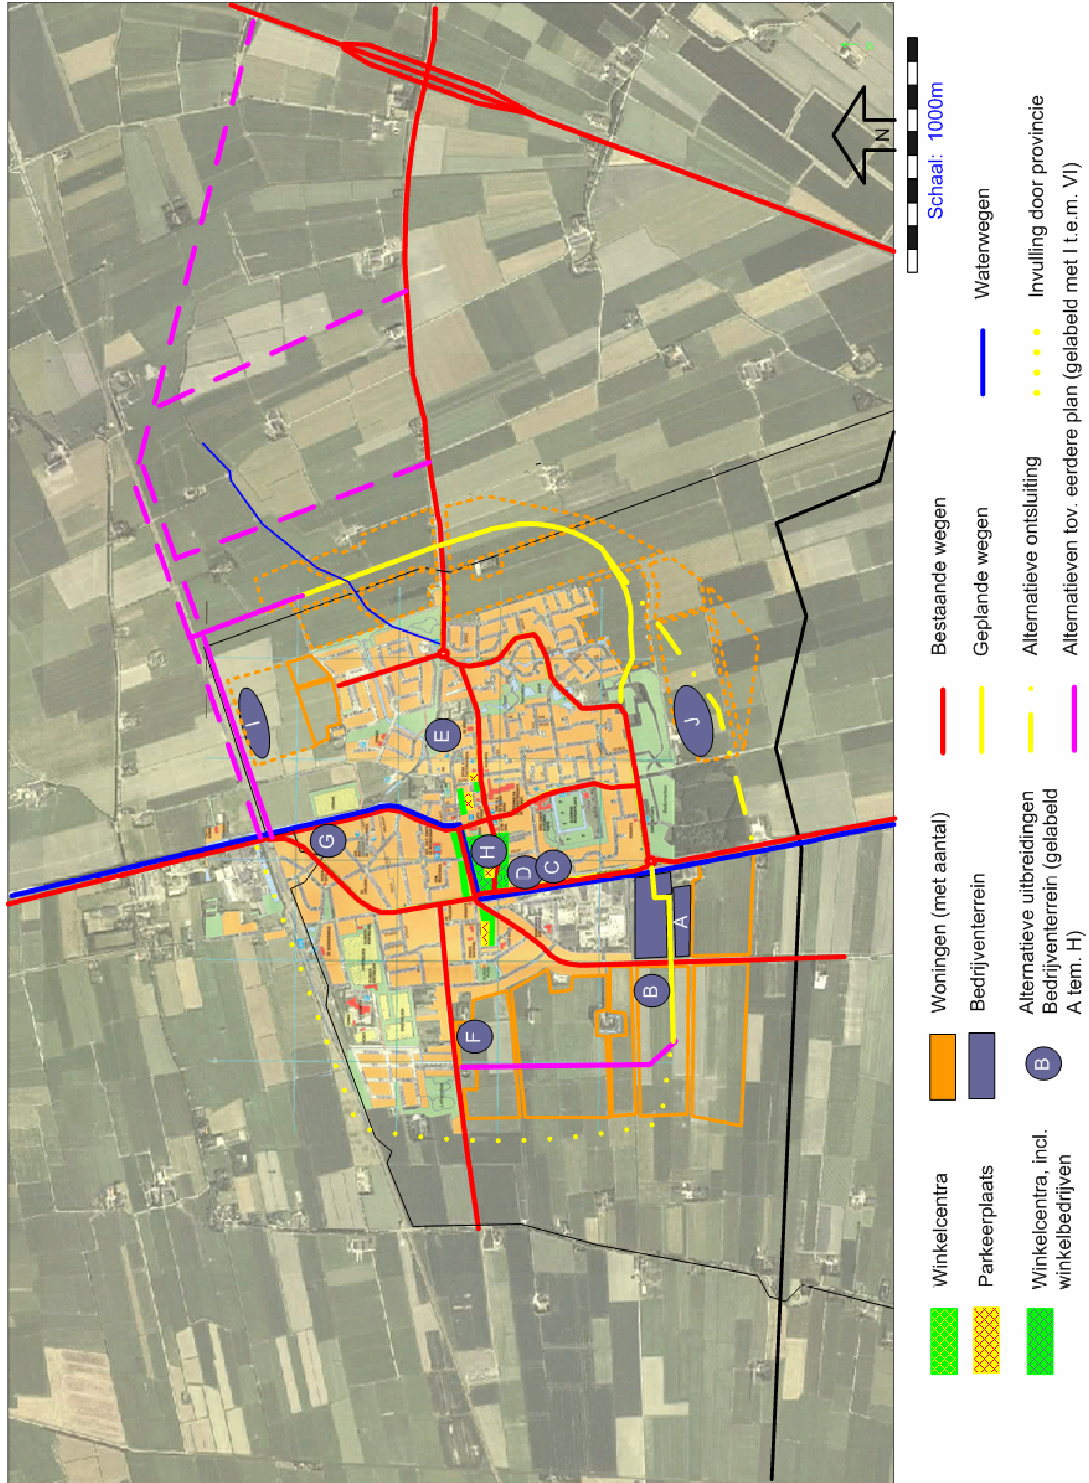 I
G
E
H
D
C
F
B
A
J
N
Schaal: 1000m
Winkelcentra
Parkeerplaats
Winkelcentra, incl.
winkelbedrijven
Woningen (met aantal)
Bedrijventerrein
B
Alternatieve uitbreidingen
Bedrijventerrein (gelabeld
A tem. H)
Bestaande wegen
Geplande wegen
Alternatieve ontsluiting
Alternatieven tov. eerdere plan (gelabeld met I t.e.m. VI)
Waterwegen
Invulling door provincie